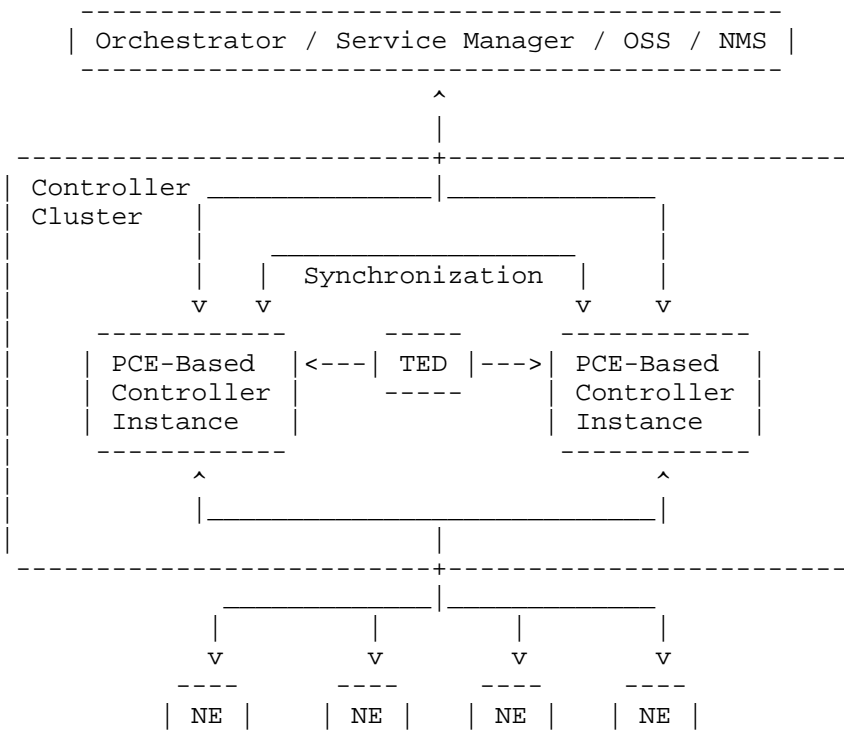 Orchestrator / Service Manager / OSS / NMS
Controller
Cluster
Synchronization
PCE-Based TED PCE-Based
Controller Controller
Instance Instance
NE NE NE NE